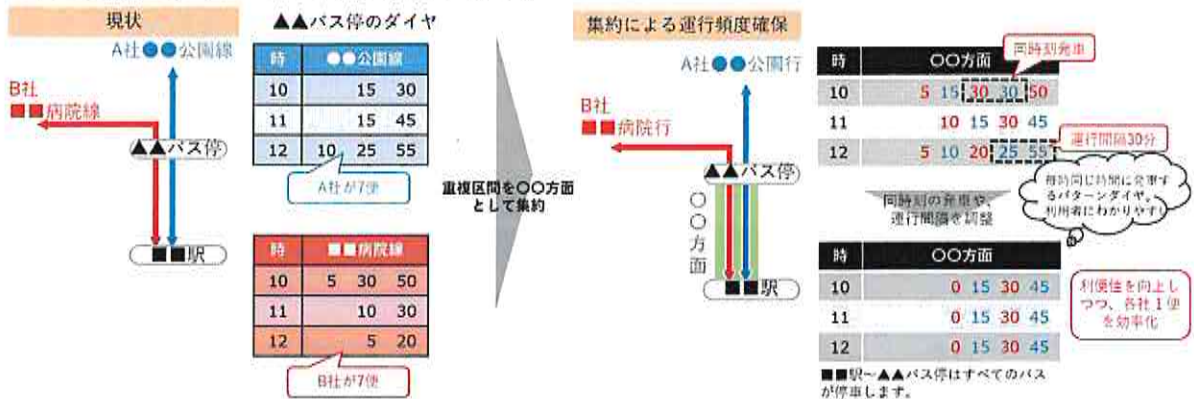 現状
A社●●公園線
B社
■■病院線
▲▲バス停
■■駅
▲▲バス停のダイヤ
時 ●●公園線
10 15 30
11 15 45
12 10 25 55
A社が7便
時 ■■病院線
10 5 30 50
11 10 30
12 5 20
B社が7便
重複区間を〇〇方面
として集約
集約による運行頻度確保
A社●●公園行
B社
■■病院行
▲▲バス停
〇〇方面
■■駅
時 〇〇方面
10 5 15 30 30 50
11 10 15 30 45
12 5 10 20 25 55
同時刻発車
運行間隔30分
毎時同じ時間に発車す
るパターンダイヤ。
利用者にわかりやすい
同時刻の発車や、
運行間隔を調整
時 〇〇方面
10 0 15 30 45
11 0 15 30 45
12 0 15 30 45
利便性を向上し
つつ、各社1便
を効率化
■■駅～▲▲バス停はすべてのバス
が停車します。